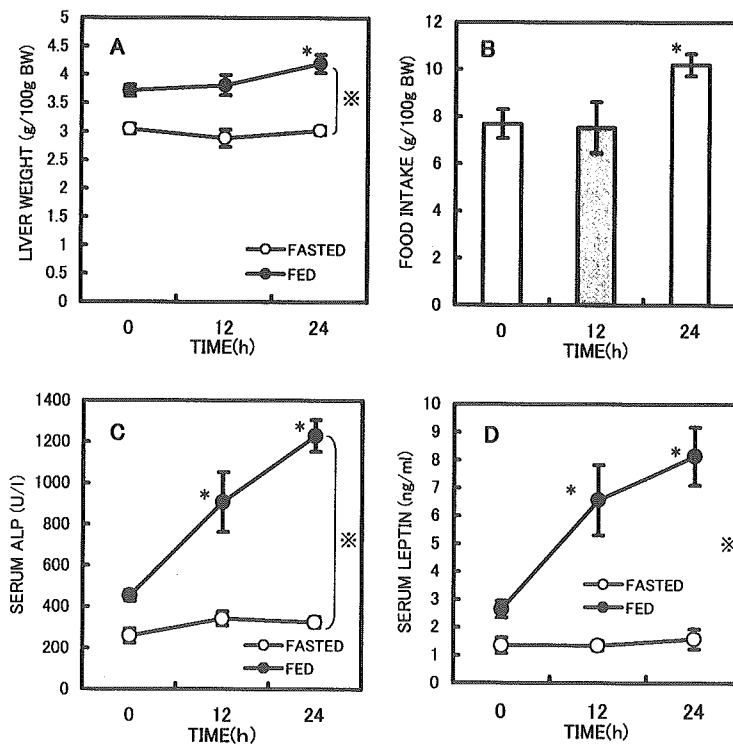 A
LIVER WEIGHT (g/100g BW)
5
4.5
4
3.5
3
2.5
2
1.5
1
0.5
0
*
※
FASTED
FED
0 12 24
TIME(h)
B
FOOD INTAKE (g/100g BW)
12
10
8
6
4
2
0
*
0 12 24
TIME(h)
C
SERUM ALP (U/l)
1400
1200
1000
800
600
400
200
0
*
*
※
FASTED
FED
0 12 24
TIME(h)
D
SERUM LEPTIN (ng/ml)
10
9
8
7
6
5
4
3
2
1
0
*
*
※
FASTED
FED
0 12 24
TIME(h)